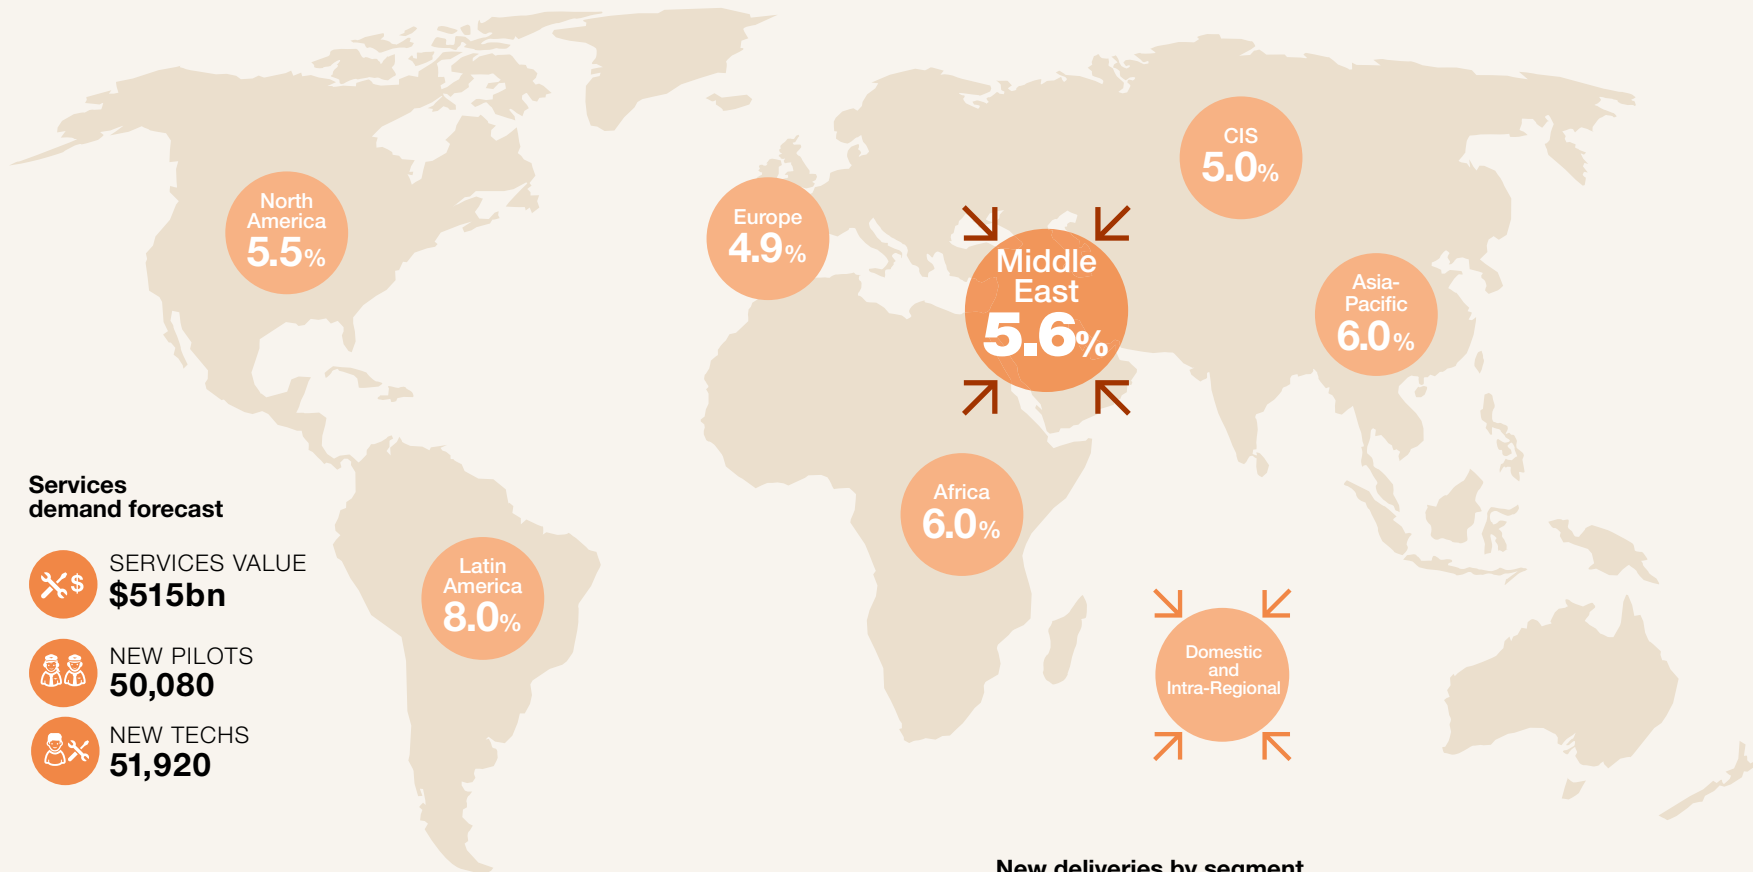 CIS
5.0%
North
America
5.5%
Europe
4.9%
Middle
East
5.6%
Asia-
Pacific
6.0%
Services
demand forecast
Africa
6.0%
SERVICES VALUE
$515bn
Latin
America
8.0%
NEW PILOTS
50,080
Domestic
and
Intra-Regional
NEW TECHS
51,920
New deliveries by segment